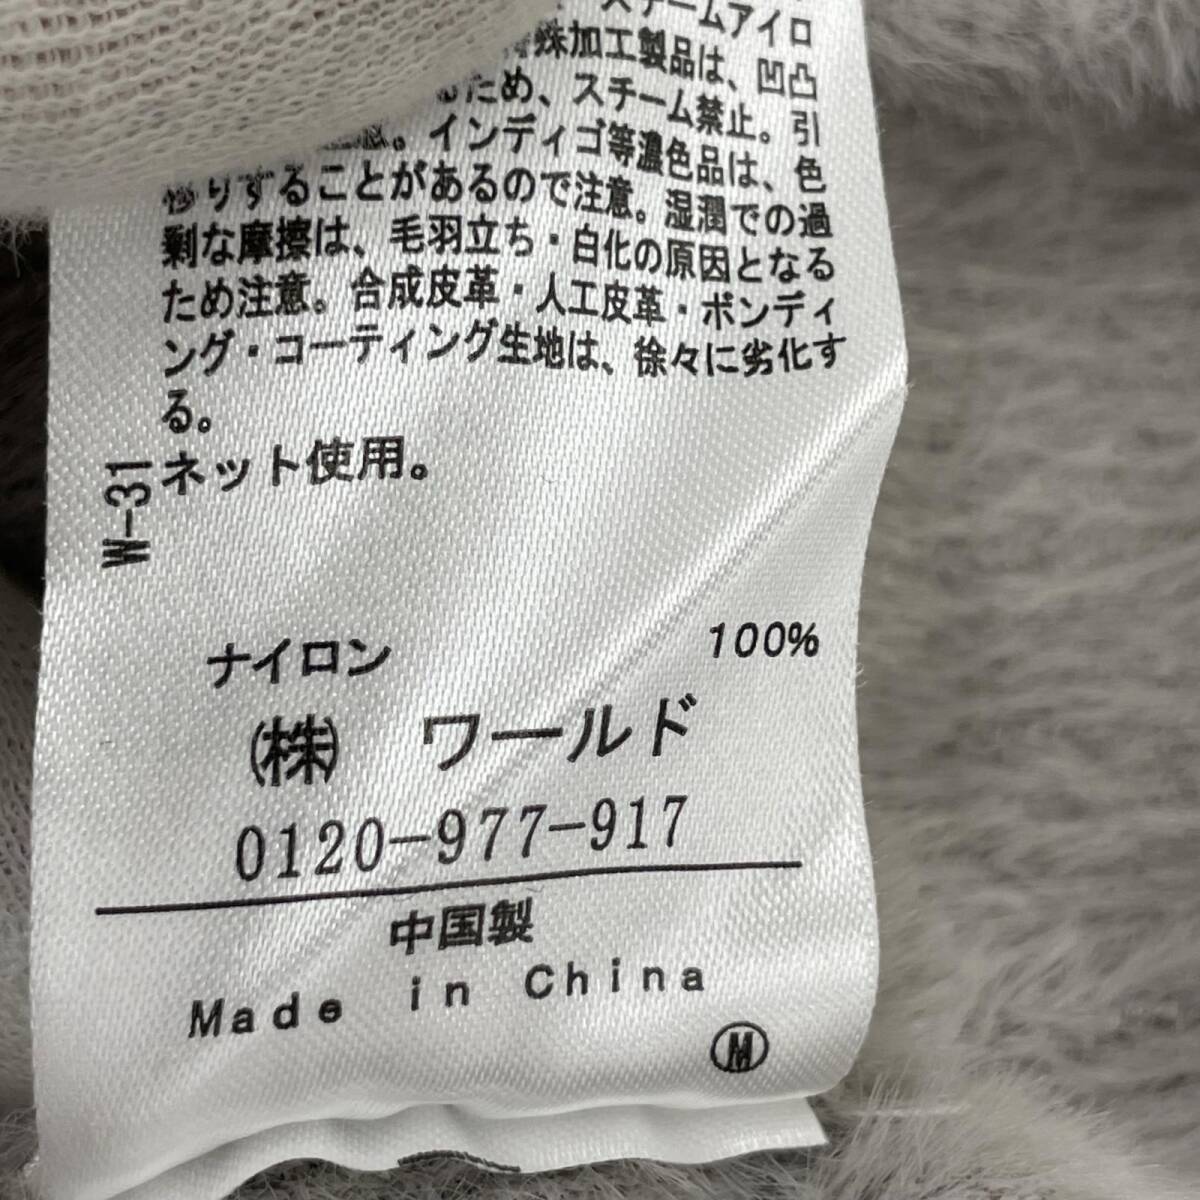 スチームアイロ
殊加工製品は、凹凸
るため、スチーム禁止。引
意。インディゴ等濃色品は、色
移りすることがあるので注意。湿潤での過
剰な摩擦は、毛羽立ち・白化の原因となる
ため注意。合成皮革・人工皮革・ボンディ
ング・コーティング生地は、徐々に劣化す
る。
ネット使用。
W-31
ナイロン 100%
(株) ワールド
0120-977-917
中国製
Made in China
M